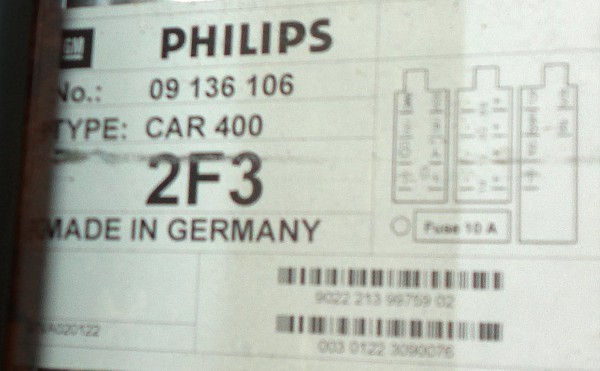 GM
PHILIPS
No.: 09 136 106
TYPE: CAR 400
2F3
MADE IN GERMANY
Fuse 10 A
9022 213 99759 02
003 0122 3090076